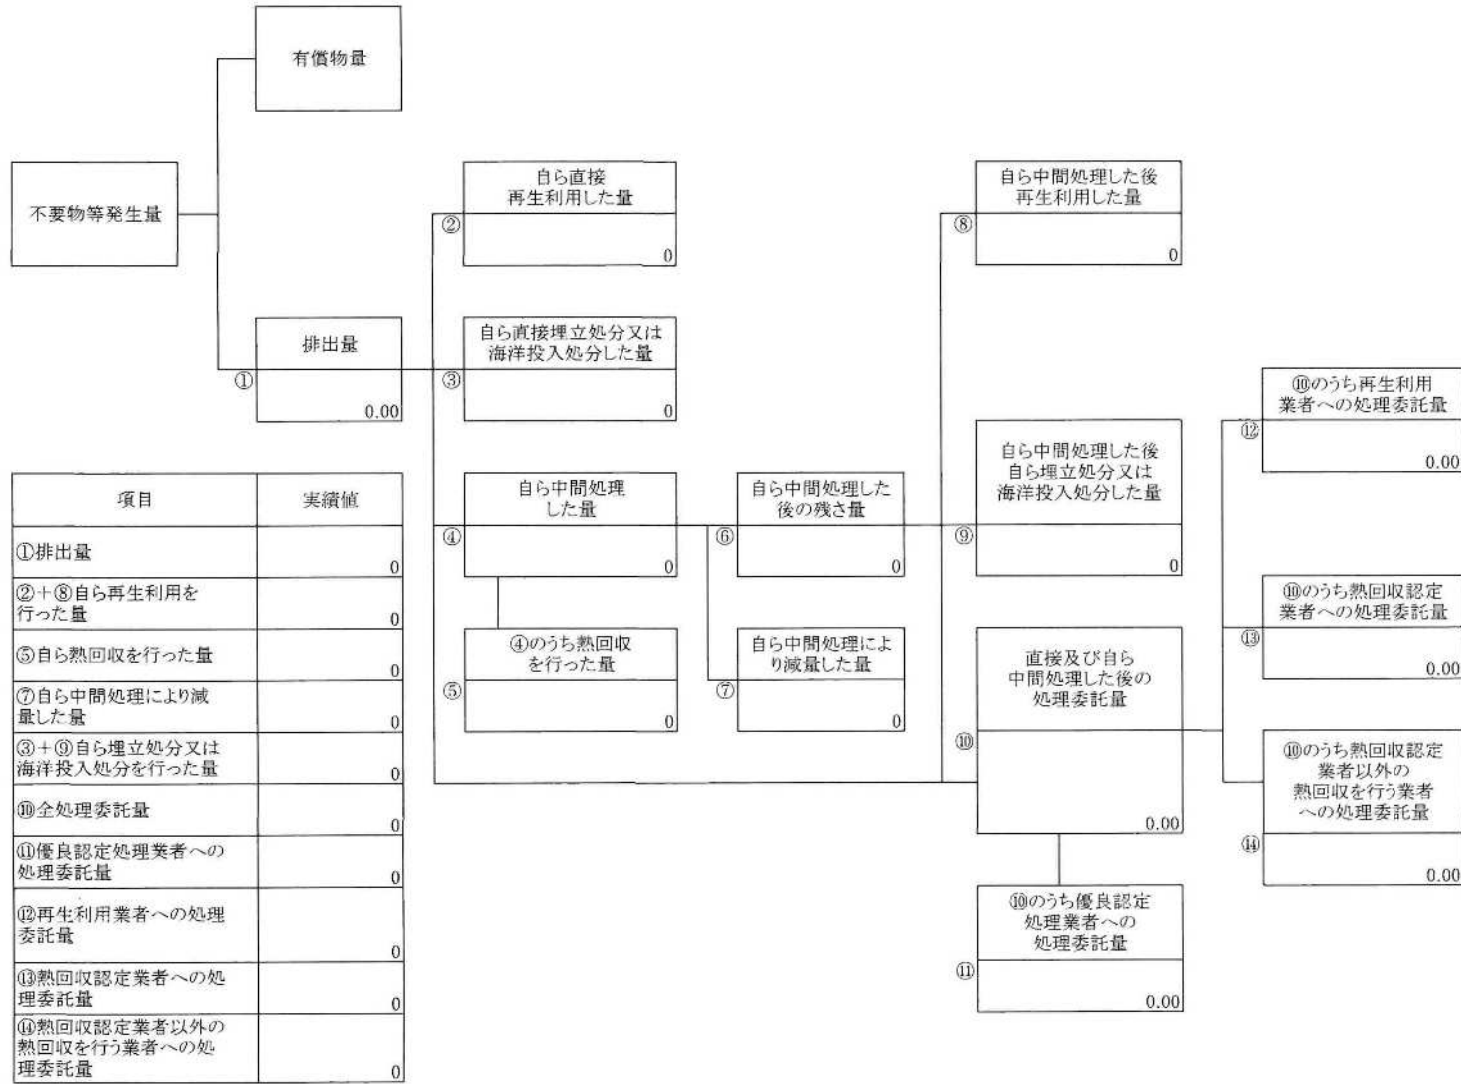 有償物量
不要物等発生量
排出量
①
0.00
自ら直接
再生利用した量
②
0
自ら直接埋立処分又は
海洋投入処分した量
③
0
自ら中間処理
した量
④
0
④のうち熱回収
を行った量
⑤
0
自ら中間処理した
後の残さ量
⑥
0
自ら中間処理によ
り減量した量
⑦
0
自ら中間処理した後
再生利用した量
⑧
0
自ら中間処理した後
自ら埋立処分又は
海洋投入処分した量
⑨
0
直接及び自ら
中間処理した後の
処理委託量
⑩
0.00
⑩のうち優良認定
処理業者への
処理委託量
⑪
0.00
⑩のうち再生利用
業者への処理委託量
⑫
0.00
⑩のうち熱回収認定
業者への処理委託量
⑬
0.00
⑩のうち熱回収認定
業者以外の
熱回収を行う業者
への処理委託量
⑭
0.00
項目 実績値
①排出量
0
②+⑧自ら再生利用を
行った量 0
⑤自ら熱回収を行った量
0
⑦自ら中間処理により減
量した量 0
③+⑨自ら埋立処分又は
海洋投入処分を行った量 0
⑩全処理委託量
0
⑪優良認定処理業者への
処理委託量 0
⑫再生利用業者への処理
委託量
0
⑬熱回収認定業者への処
理委託量 0
⑭熱回収認定業者以外の
熱回収を行う業者への処
理委託量 0